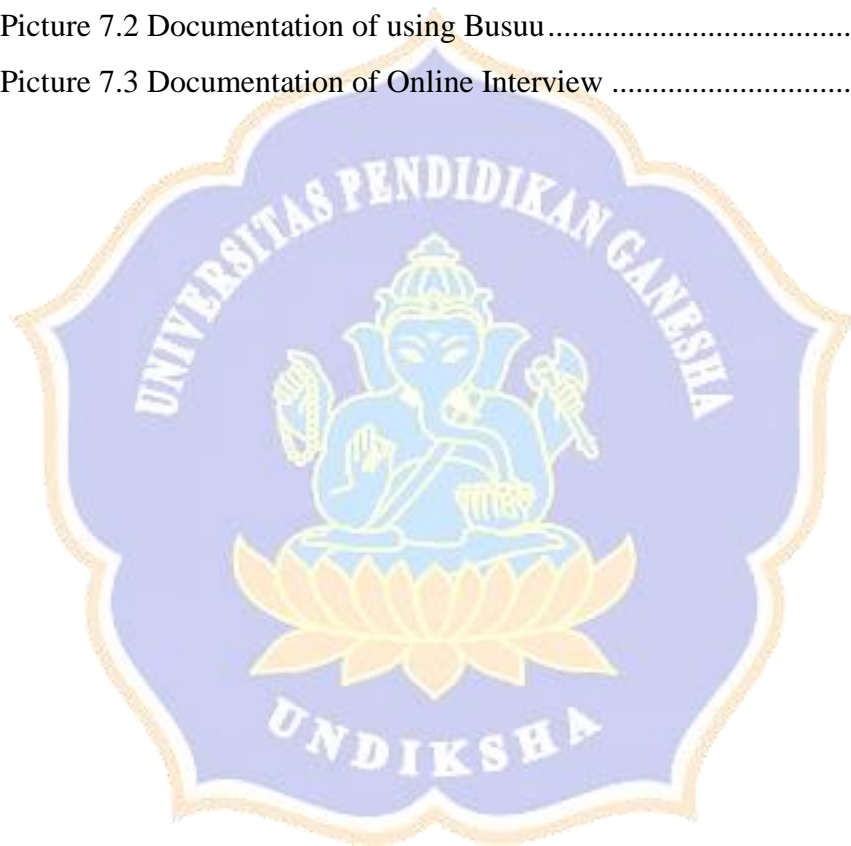 Picture 7.2 Documentation of using Busuu....................................
Picture 7.3 Documentation of Online Interview .............................
UNIVERSITAS PENDIDIKAN GANESHA
UNDIKSHA